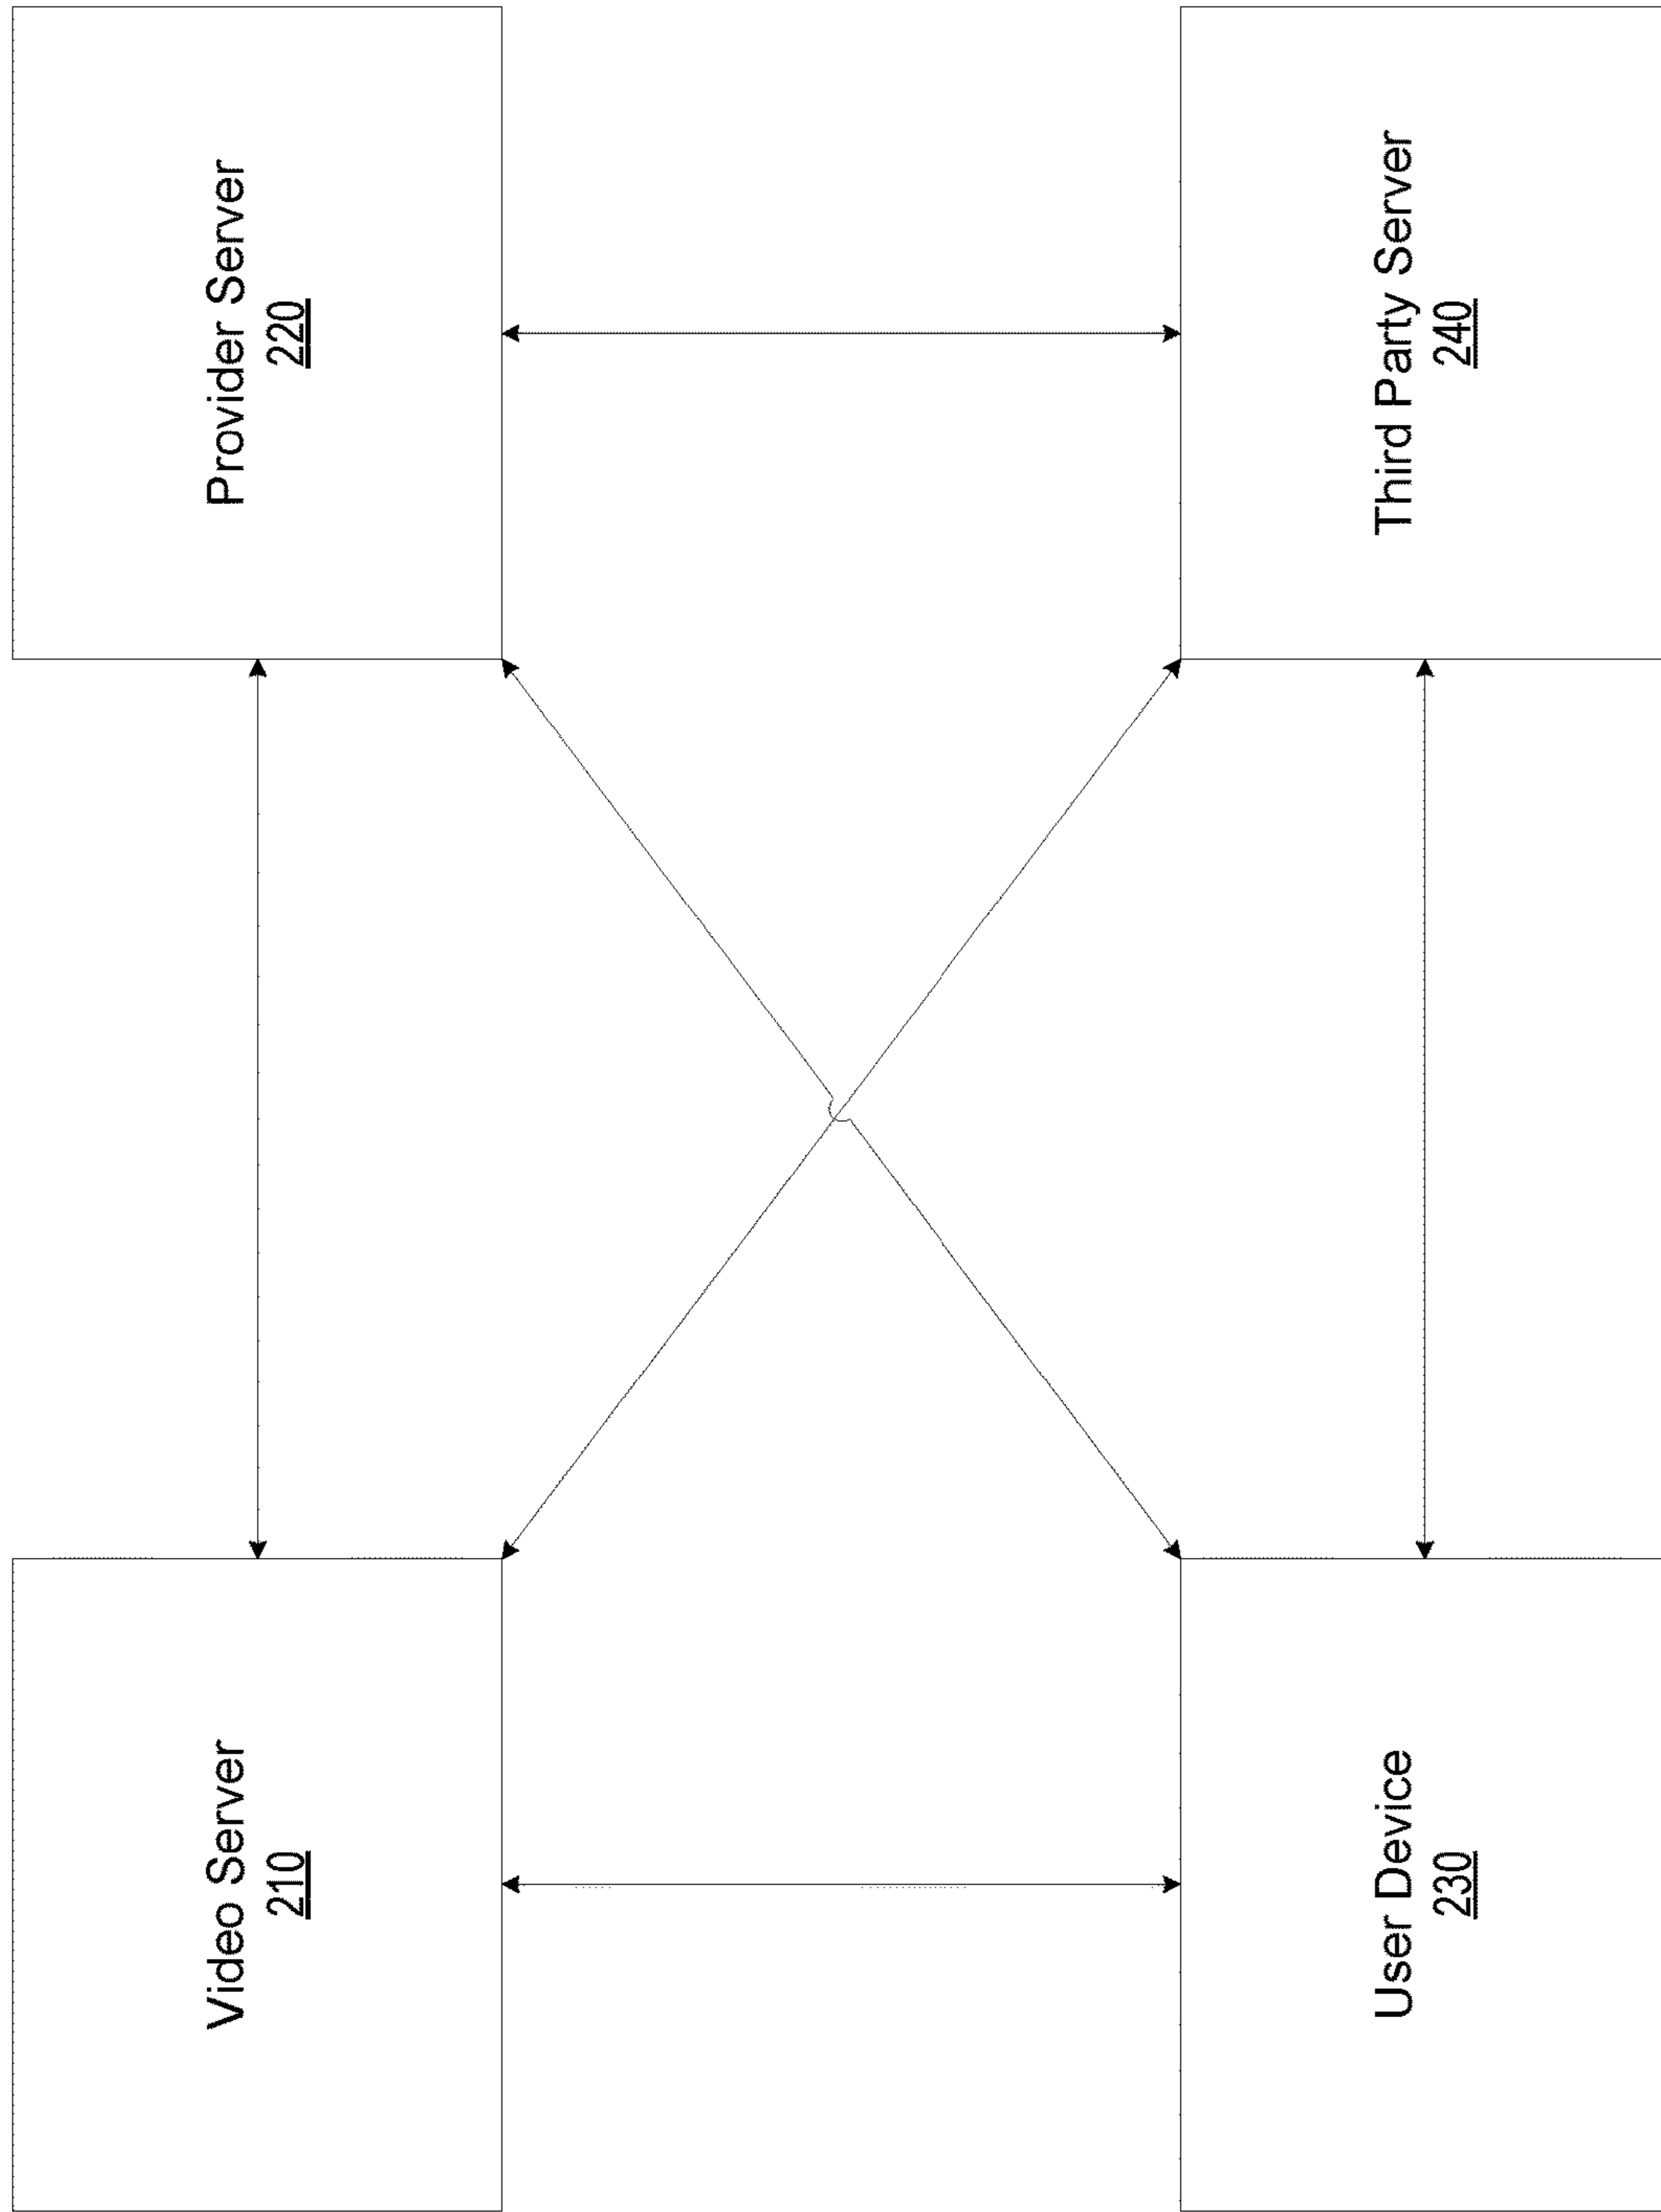 Video Server
210
Provider Server
220
User Device
230
Third Party Server
240